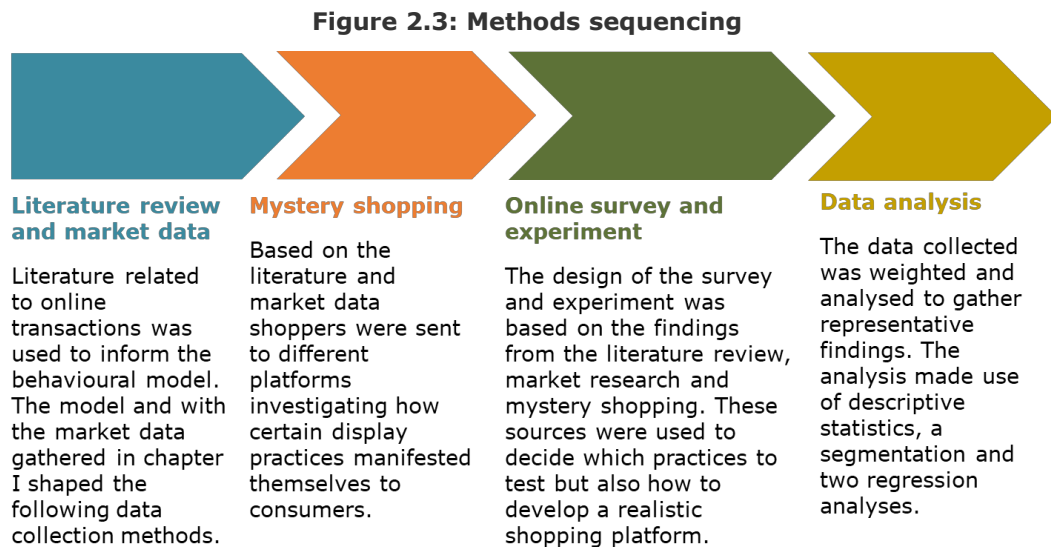 Figure 2.3: Methods sequencing
Literature review
and market data
Literature related
to online
transactions was
used to inform the
behavioural model.
The model and with
the market data
gathered in chapter
I shaped the
following data
collection methods.
Mystery shopping
Based on the
literature and
market data
shoppers were sent
to different
platforms
investigating how
certain display
practices manifested
themselves to
consumers.
Online survey and
experiment
The design of the survey
and experiment was
based on the findings
from the literature review,
market research and
mystery shopping. These
sources were used to
decide which practices to
test but also how to
develop a realistic
shopping platform.
Data analysis
The data collected
was weighted and
analysed to gather
representative
findings. The
analysis made use
of descriptive
statistics, a
segmentation and
two regression
analyses.